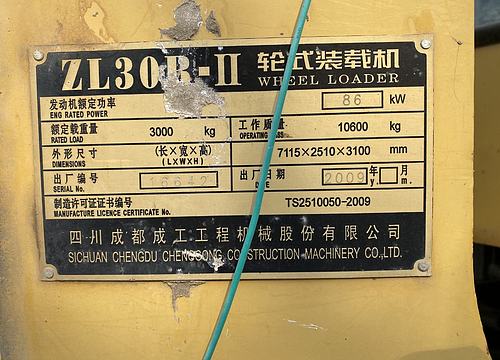 ZL30B-II 轮式装载机
WHEEL LOADER
发动机额定功率 86 kW
ENG RATED POWER
额定载重量 3000 kg 工作质量 10600 kg
RATED LOAD OPERATING
外形尺寸 (长×宽×高) 7115×2510×3100 mm
DIMENSIONS (L×W×H)
出厂编号 16642 出厂日期 2009 年 月
SERIAL No. DATE y. m.
制造许可证证书编号 TS2510050-2009
MANUFACTURE LICENCE CERTIFICATE No.
四川成都成工工程机械股份有限公司
SICHUAN CHENGDU CHENGGONG CONSTRUCTION MACHINERY CO.,LTD.